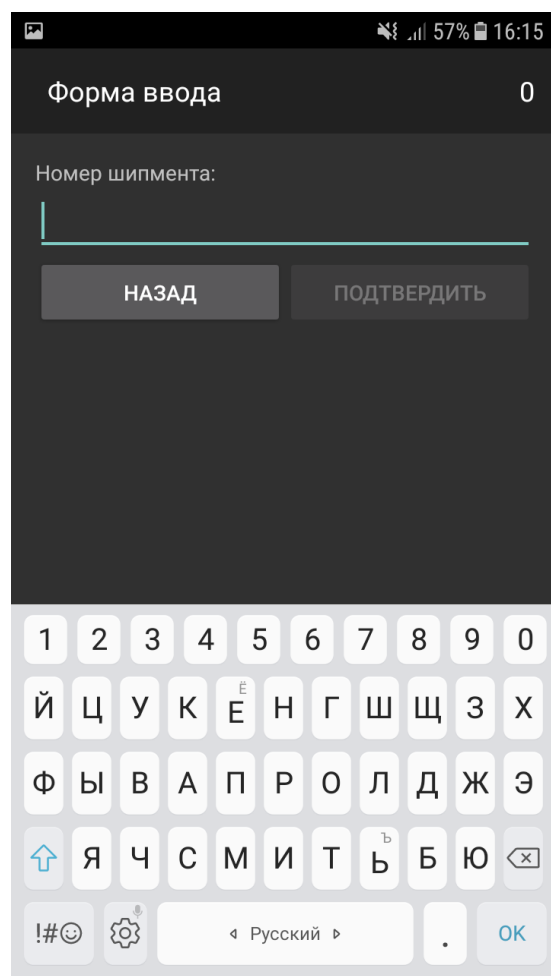 57% 16:15
Форма ввода 0
Номер шипмента:
НАЗАД ПОДТВЕРДИТЬ
1 2 3 4 5 6 7 8 9 0
Ё
Й Ц У К Е Н Г Ш Щ З Х
Ф Ы В А П Р О Л Д Ж Э
Ъ
Я Ч С М И Т Ь Б Ю
!#☺ Русский . OK